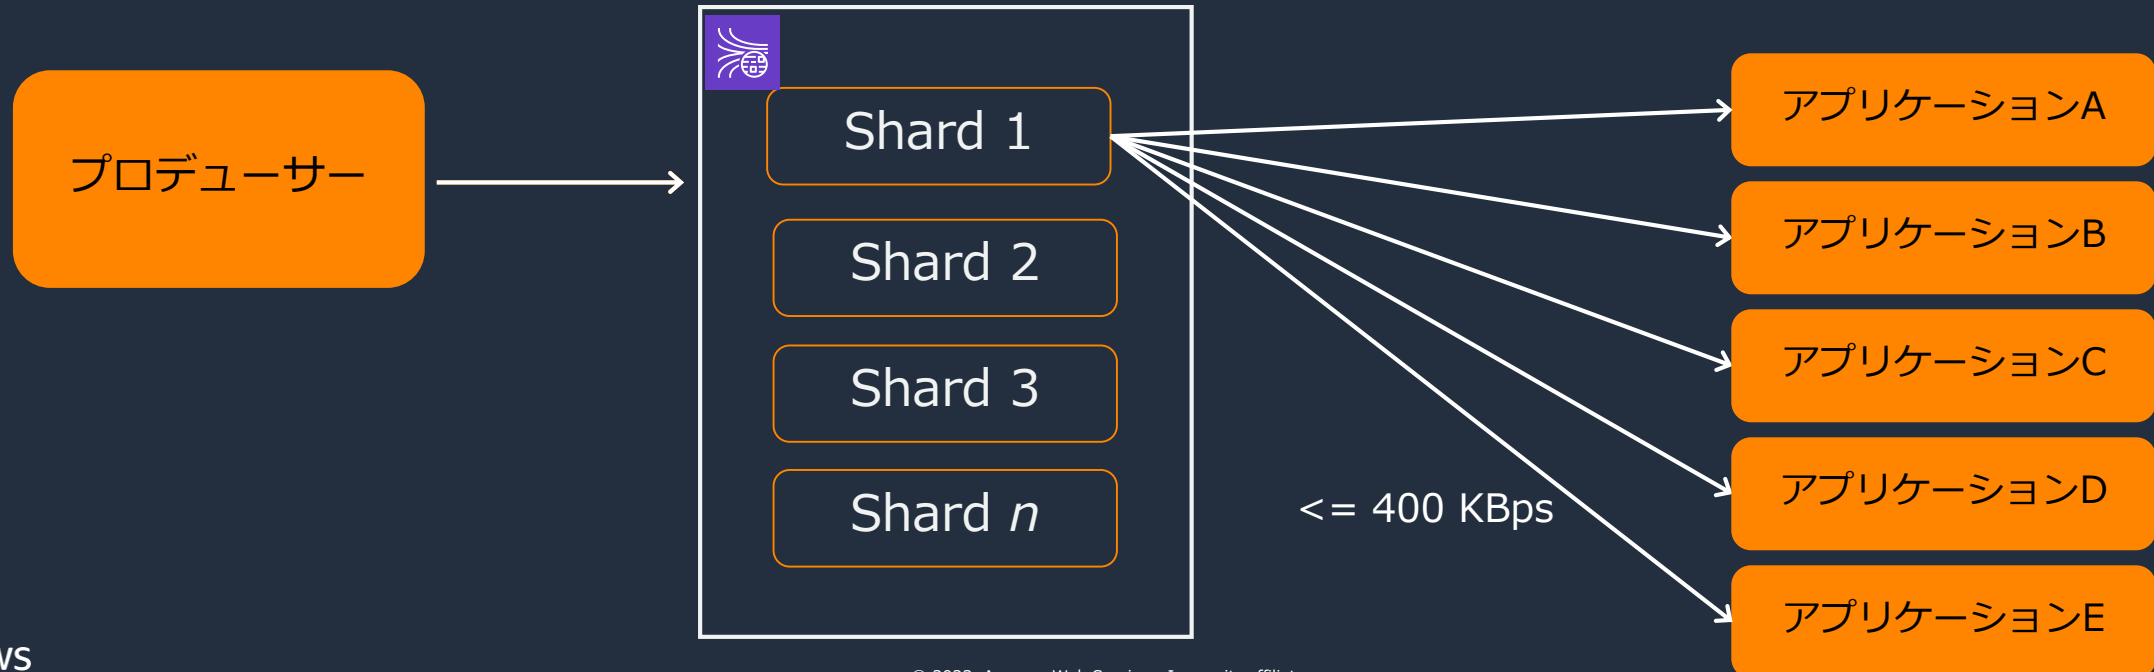 プロデューサー
Shard 1
Shard 2
Shard 3
Shard n
<= 400 KBps
アプリケーションA
アプリケーションB
アプリケーションC
アプリケーションD
アプリケーションE